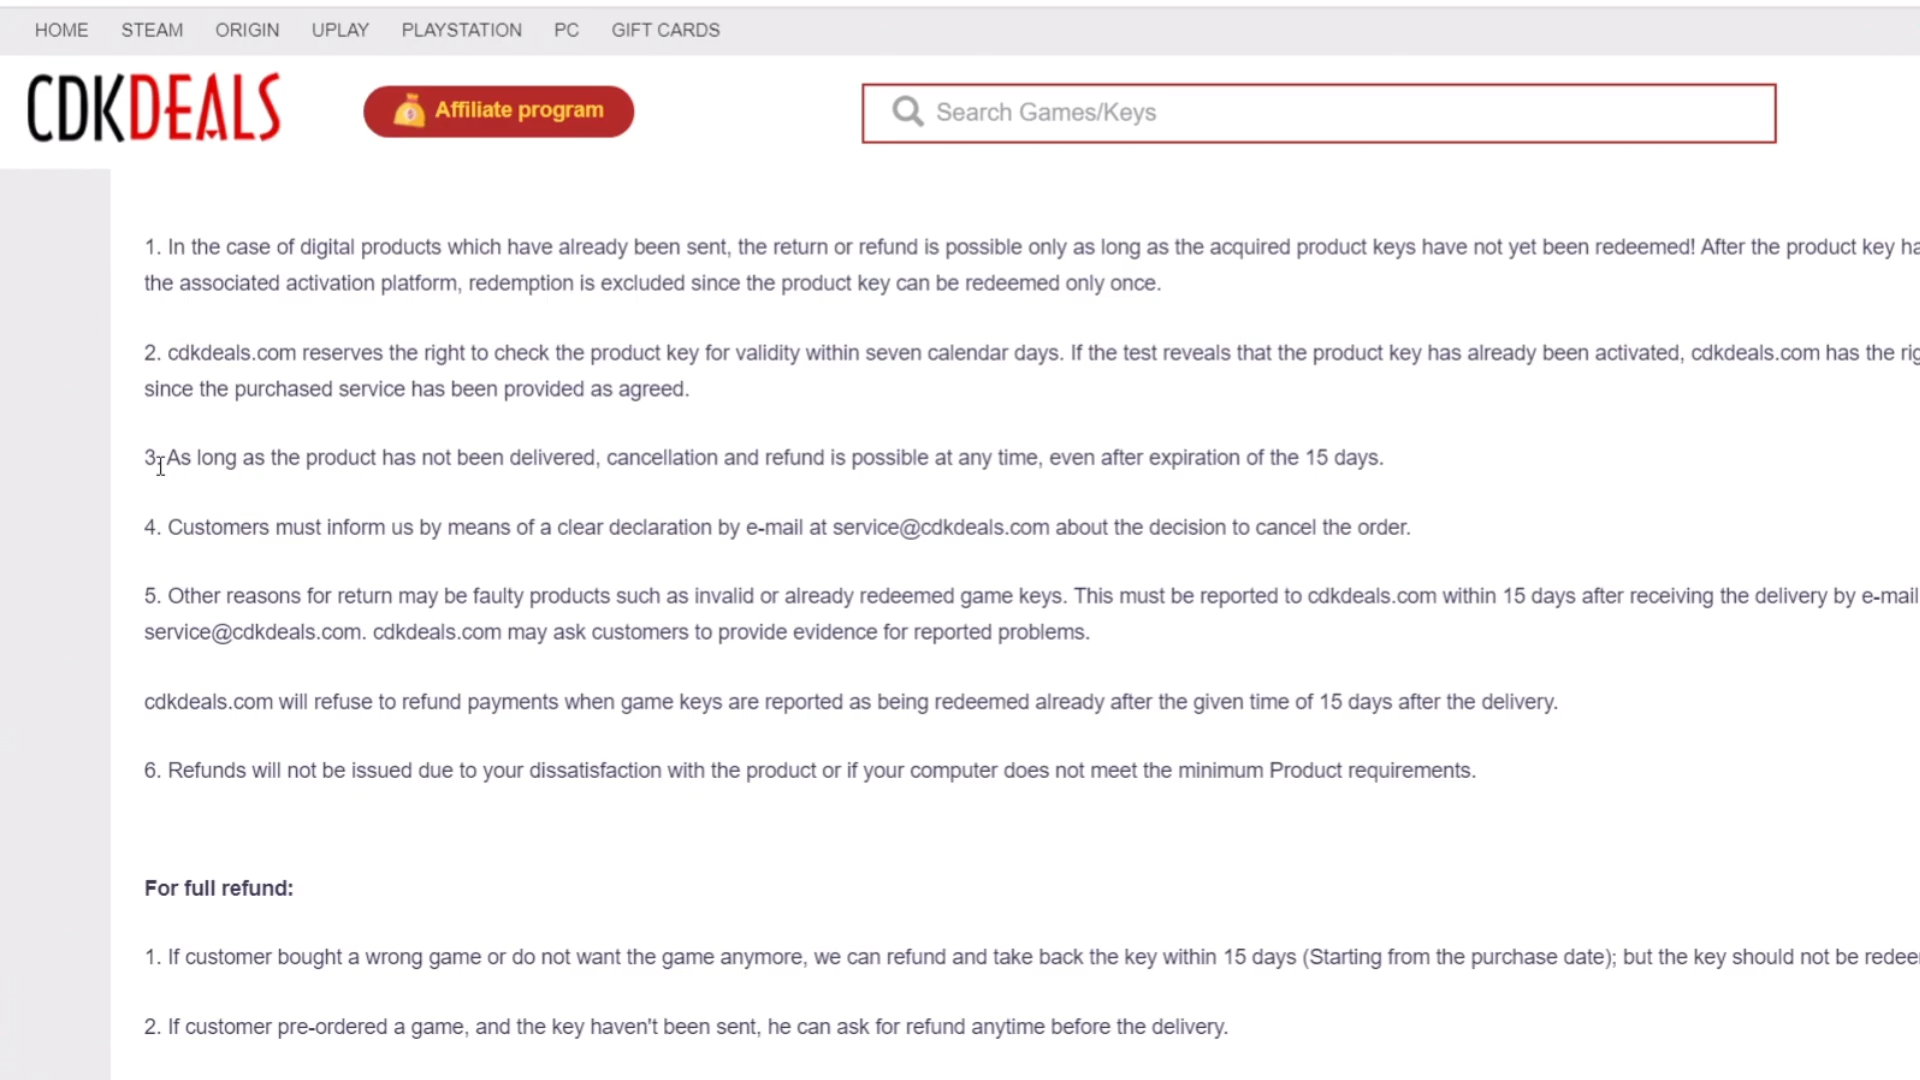 HOME STEAM ORIGIN UPLAY PLAYSTATION PC GIFT CARDS
CDKDEALS
Affiliate program
Search Games/Keys
1. In the case of digital products which have already been sent, the return or refund is possible only as long as the acquired product keys have not yet been redeemed! After the product key ha
the associated activation platform, redemption is excluded since the product key can be redeemed only once.
2. cdkdeals.com reserves the right to check the product key for validity within seven calendar days. If the test reveals that the product key has already been activated, cdkdeals.com has the rig
since the purchased service has been provided as agreed.
3. As long as the product has not been delivered, cancellation and refund is possible at any time, even after expiration of the 15 days.
4. Customers must inform us by means of a clear declaration by e-mail at service@cdkdeals.com about the decision to cancel the order.
5. Other reasons for return may be faulty products such as invalid or already redeemed game keys. This must be reported to cdkdeals.com within 15 days after receiving the delivery by e-mail
service@cdkdeals.com. cdkdeals.com may ask customers to provide evidence for reported problems.
cdkdeals.com will refuse to refund payments when game keys are reported as being redeemed already after the given time of 15 days after the delivery.
6. Refunds will not be issued due to your dissatisfaction with the product or if your computer does not meet the minimum Product requirements.
For full refund:
1. If customer bought a wrong game or do not want the game anymore, we can refund and take back the key within 15 days (Starting from the purchase date); but the key should not be redee
2. If customer pre-ordered a game, and the key haven't been sent, he can ask for refund anytime before the delivery.